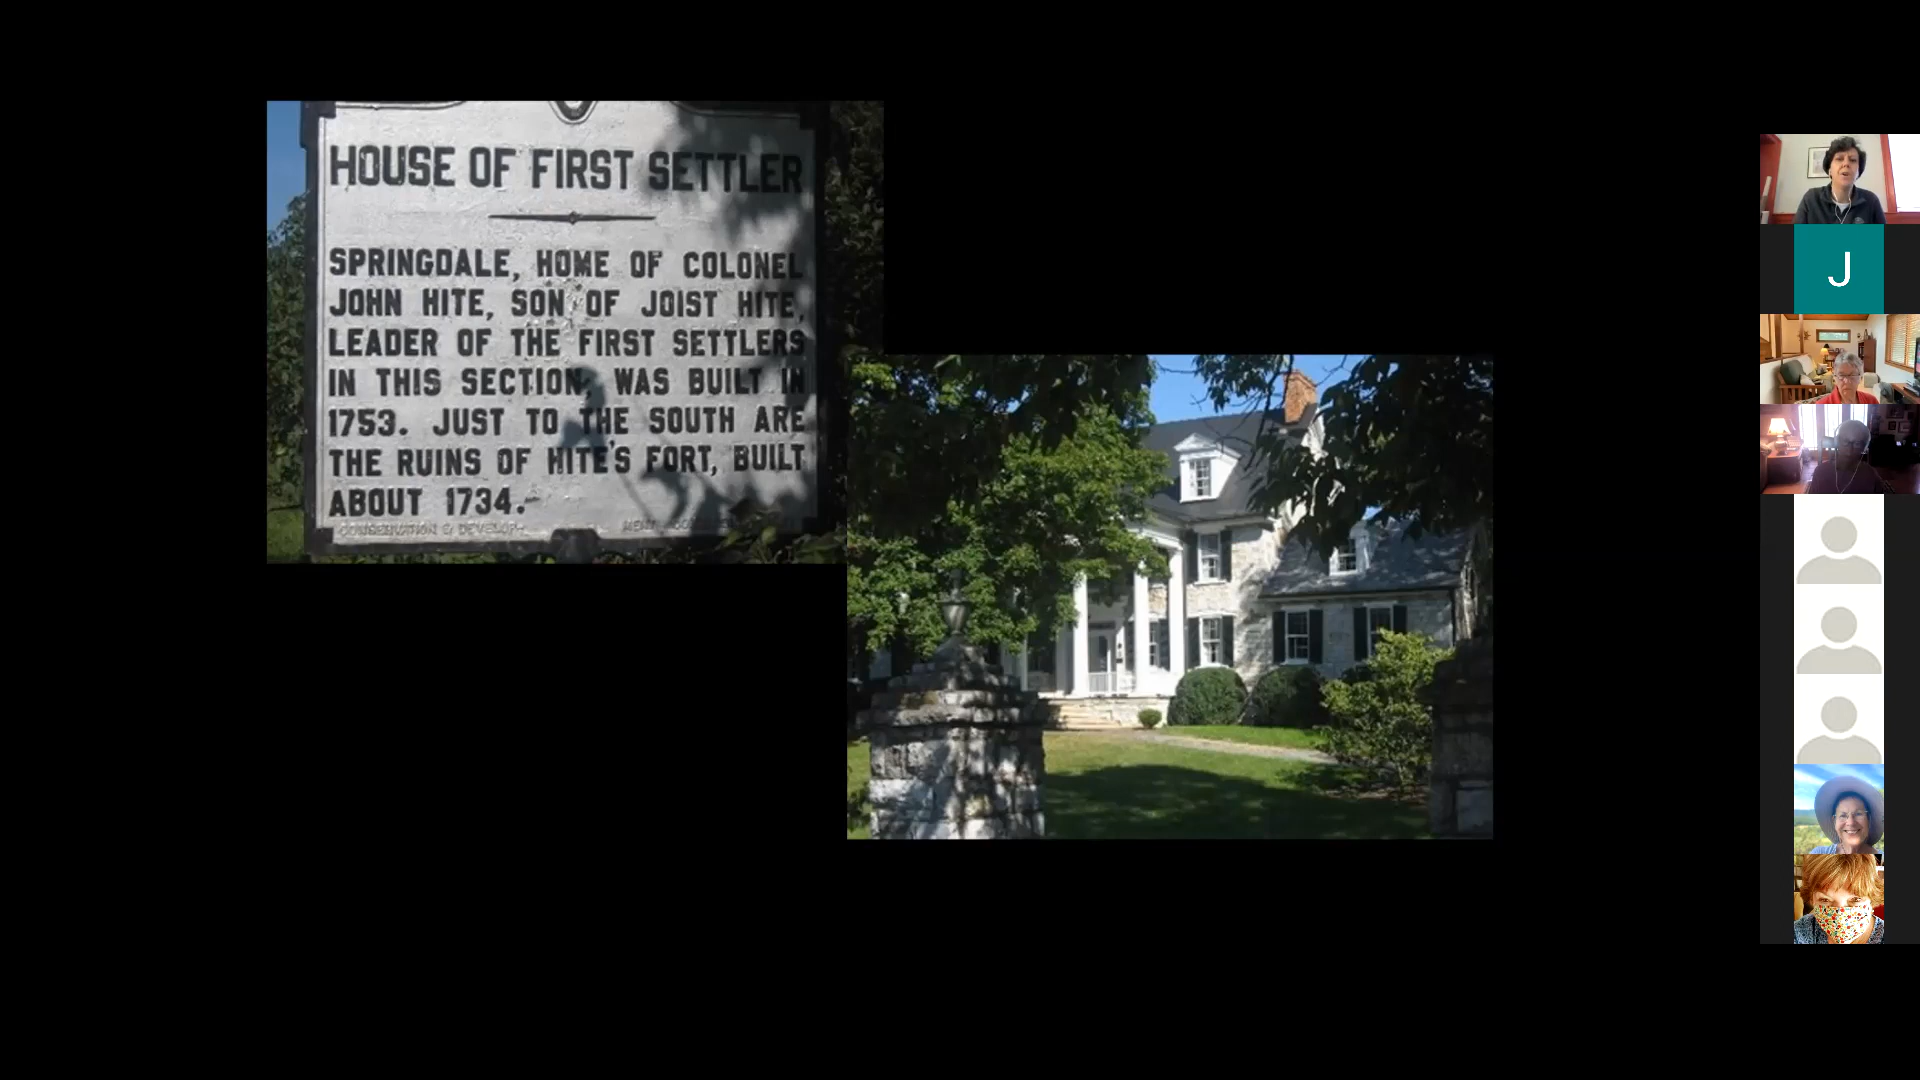 HOUSE OF FIRST SETTLER
SPRINGDALE, HOME OF COLONEL
JOHN HITE, SON OF JOIST HITE,
LEADER OF THE FIRST SETTLERS
IN THIS SECTION, WAS BUILT IN
1753. JUST TO THE SOUTH ARE
THE RUINS OF HITE'S FORT, BUILT
ABOUT 1734.
CONSERVATION & DEVELOP-
J